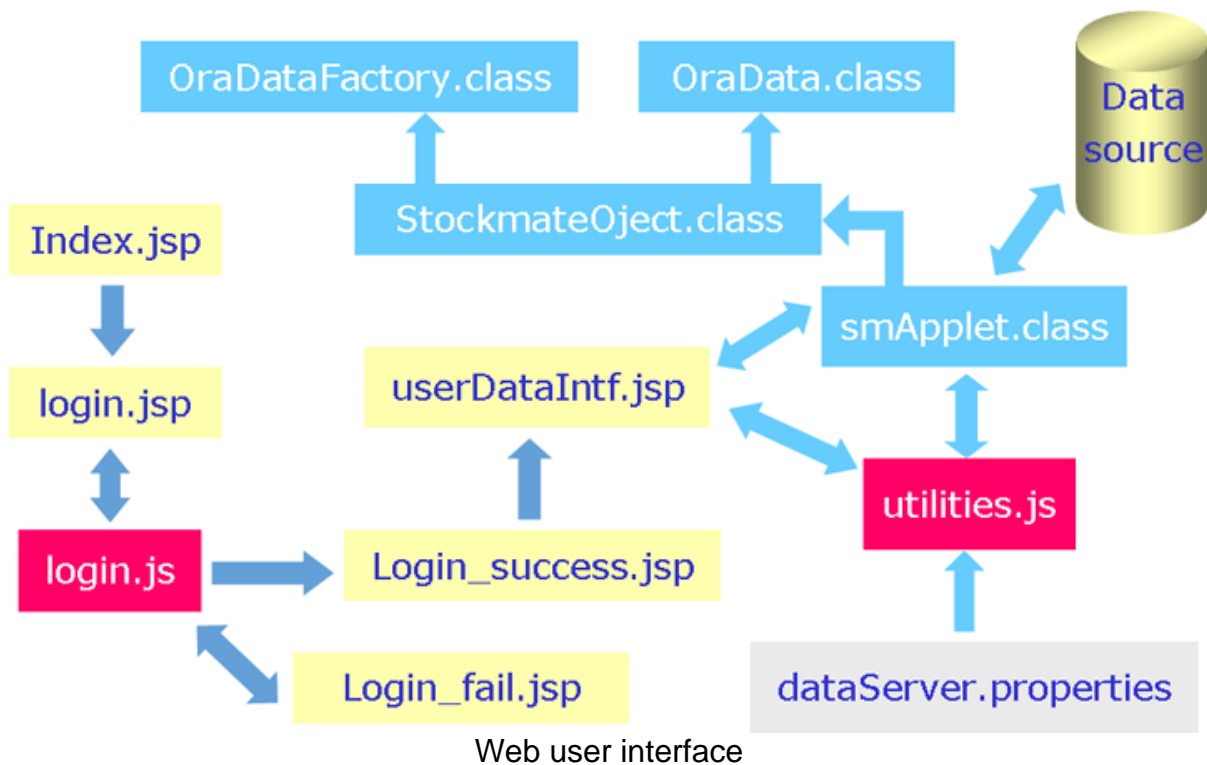 OraDataFactory.class
OraData.class
Data
source
StockmateOject.class
Index.jsp
smApplet.class
userDataIntf.jsp
login.jsp
utilities.js
login.js
Login_success.jsp
Login_fail.jsp
dataServer.properties
Web user interface